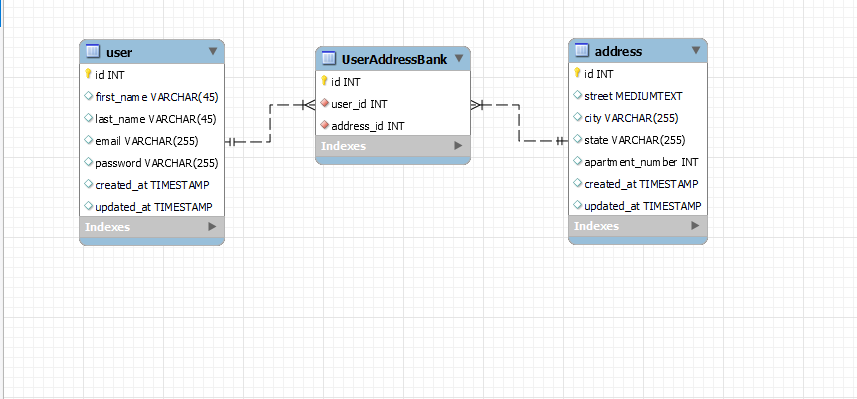 user
id INT
first_name VARCHAR(45)
last_name VARCHAR(45)
email VARCHAR(255)
password VARCHAR(255)
created_at TIMESTAMP
updated_at TIMESTAMP
Indexes
UserAddressBank
id INT
user_id INT
address_id INT
Indexes
address
id INT
street MEDIUMTEXT
city VARCHAR(255)
state VARCHAR(255)
apartment_number INT
created_at TIMESTAMP
updated_at TIMESTAMP
Indexes